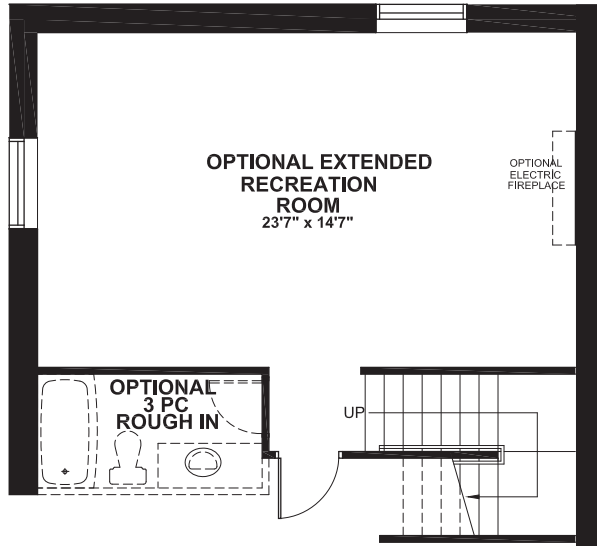 OPTIONAL EXTENDED
RECREATION
ROOM
23'7" x 14'7"
OPTIONAL
ELECTRIC
FIREPLACE
OPTIONAL
3 PC
ROUGH IN
UP